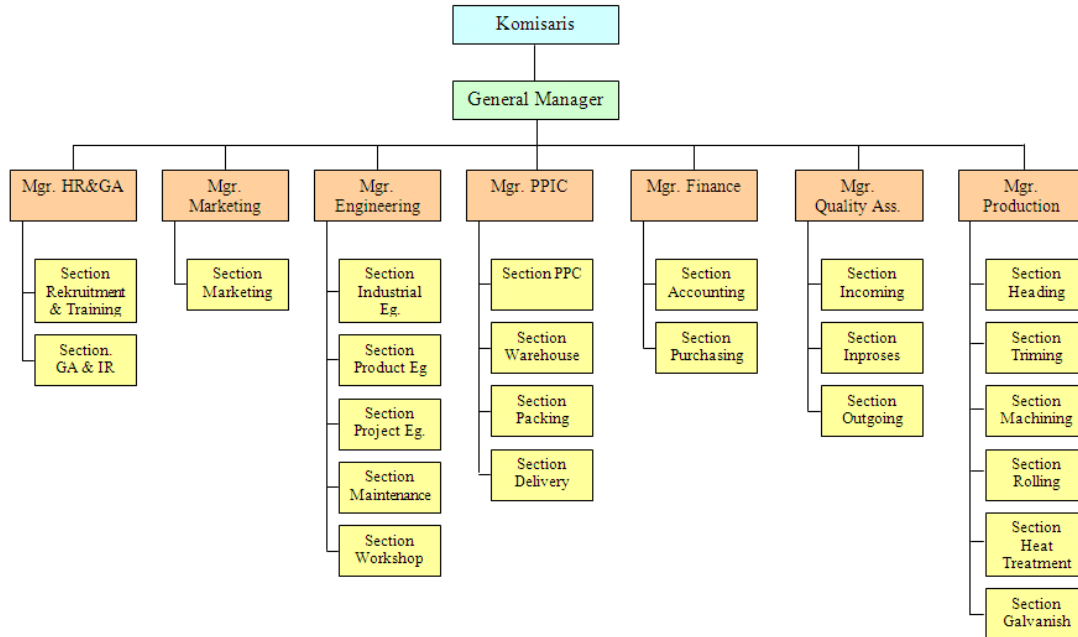 Komisaris
General Manager
Mgr. HR&GA
Mgr.
Marketing
Mgr.
Engineering
Mgr. PPIC
Mgr. Finance
Mgr.
Quality Ass.
Mgr.
Production
Section
Rekruitment
& Training
Section.
GA & IR
Section
Marketing
Section
Industrial
Eg.
Section
Product Eg
Section
Project Eg.
Section
Maintenance
Section
Workshop
Section PPC
Section
Warehouse
Section
Packing
Section
Delivery
Section
Accounting
Section
Purchasing
Section
Incoming
Section
Inproses
Section
Outgoing
Section
Heading
Section
Triming
Section
Machining
Section
Rolling
Section
Heat
Treatment
Section
Galvanish